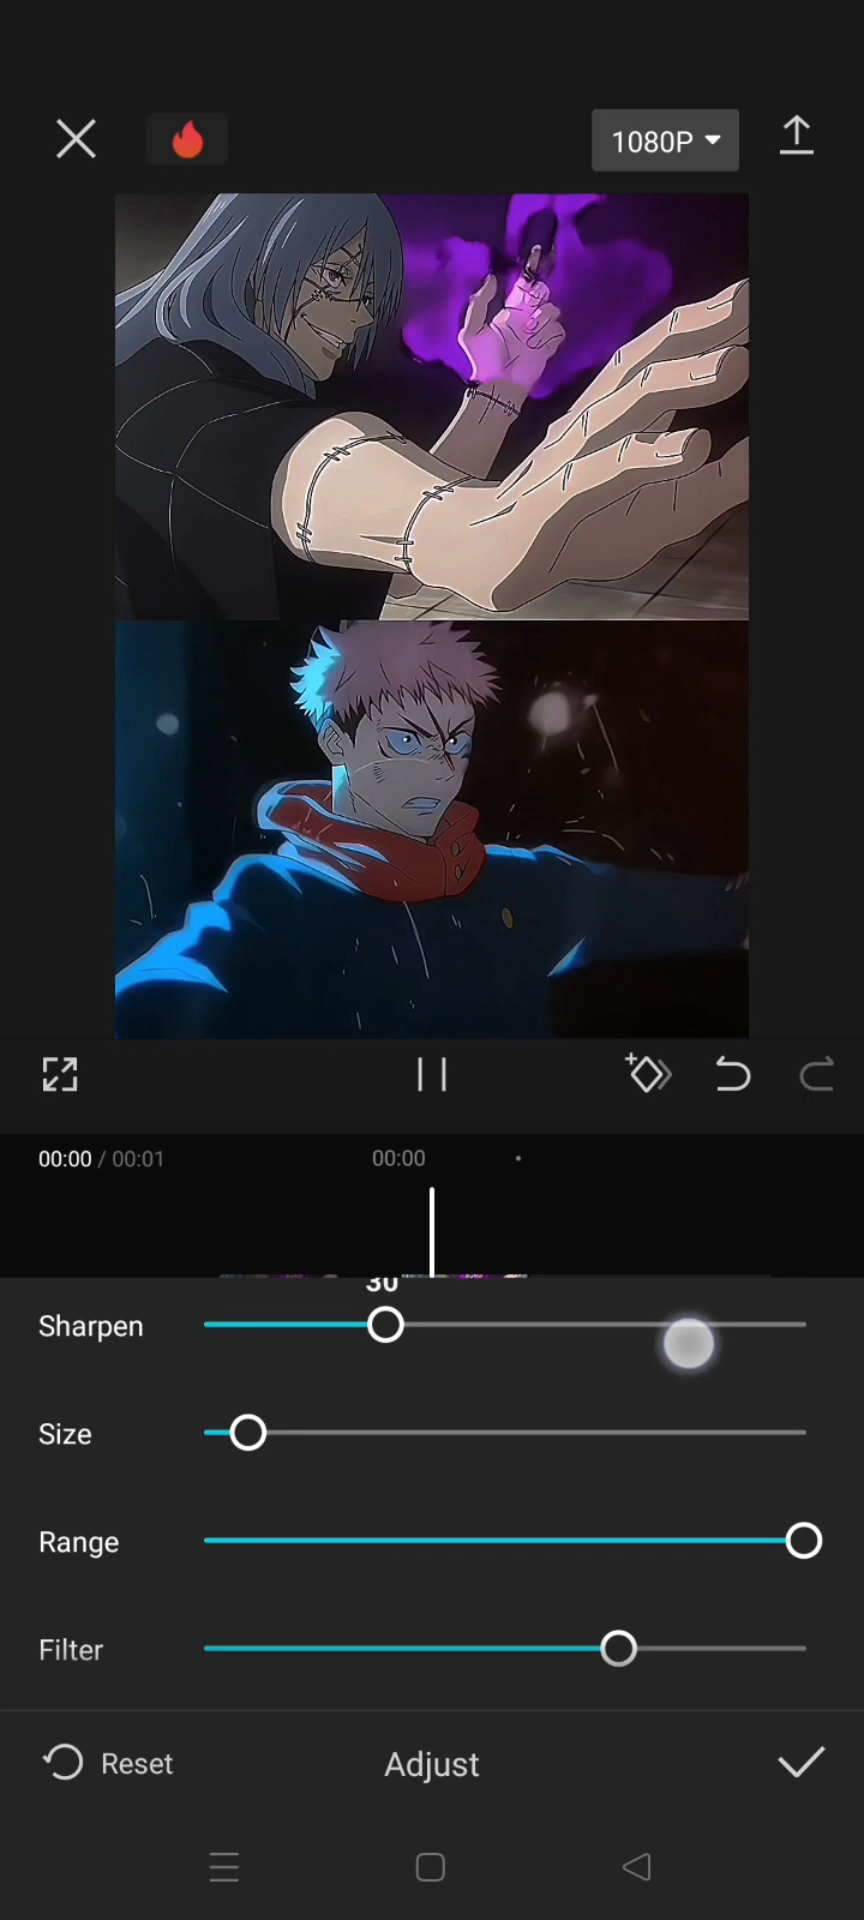 1080P
00:00 / 00:01
00:00
30
Sharpen
Size
Range
Filter
Reset
Adjust